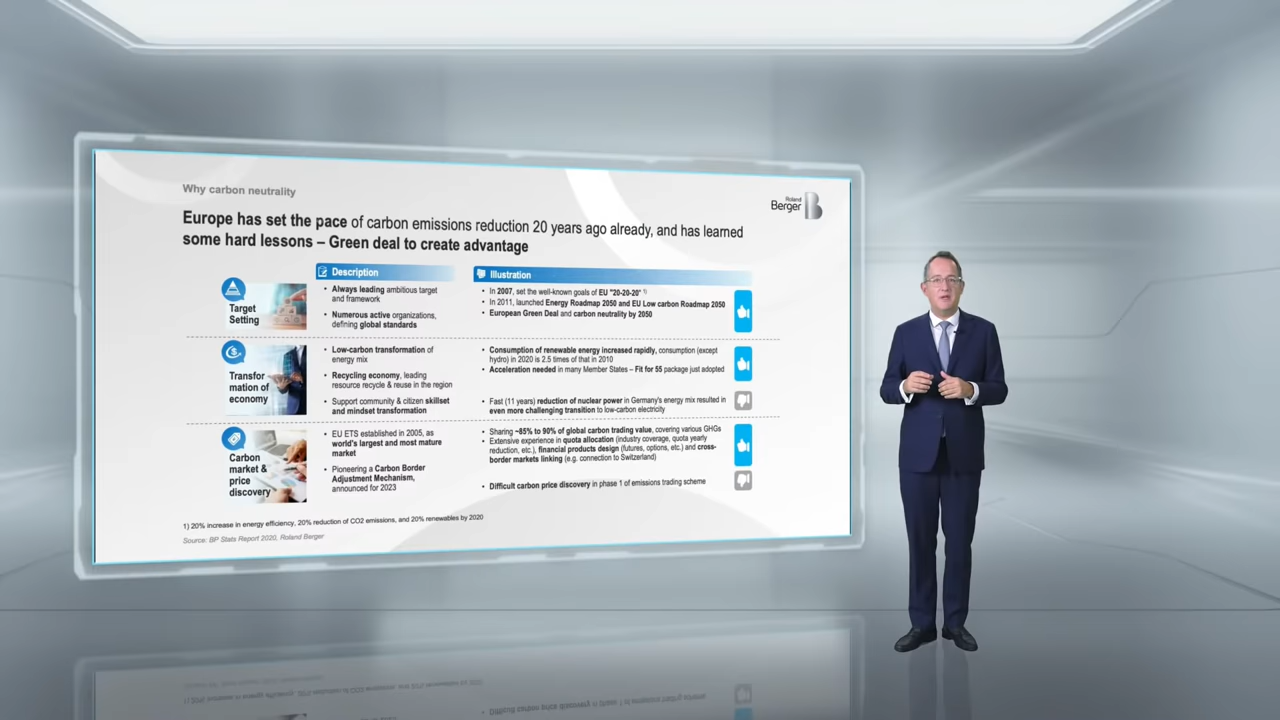 Why carbon neutrality
Roland
Berger
Europe has set the pace of carbon emissions reduction 20 years ago already, and has learned
some hard lessons – Green deal to create advantage
Description
Illustration
Target
Setting
• Always leading ambitious target
and framework
• Numerous active organizations,
defining global standards
• In 2007, set the well-known goals of EU "20-20-20" 1)
• In 2011, launched Energy Roadmap 2050 and EU Low carbon Roadmap 2050
• European Green Deal and carbon neutrality by 2050
Transfor
mation of
economy
• Low-carbon transformation of
energy mix
• Recycling economy, leading
resource recycle & reuse in the region
• Support community & citizen skillset
and mindset transformation
• Consumption of renewable energy increased rapidly, consumption (except
hydro) in 2020 is 2.5 times of that in 2010
• Acceleration needed in many Member States – Fit for 55 package just adopted
• Fast (11 years) reduction of nuclear power in Germany's energy mix resulted in
even more challenging transition to low-carbon electricity
Carbon
market &
price
discovery
• EU ETS established in 2005, as
world's largest and most mature
market
• Pioneering a Carbon Border
Adjustment Mechanism,
announced for 2023
• Sharing ~85% to 90% of global carbon trading value, covering various GHGs
• Extensive experience in quota allocation (industry coverage, quota yearly
reduction, etc.), financial products design (futures, options, etc.) and cross-
border markets linking (e.g. connection to Switzerland)
• Difficult carbon price discovery in phase 1 of emissions trading scheme
1) 20% increase in energy efficiency, 20% reduction of CO2 emissions, and 20% renewables by 2020
Source: BP Stats Report 2020, Roland Berger